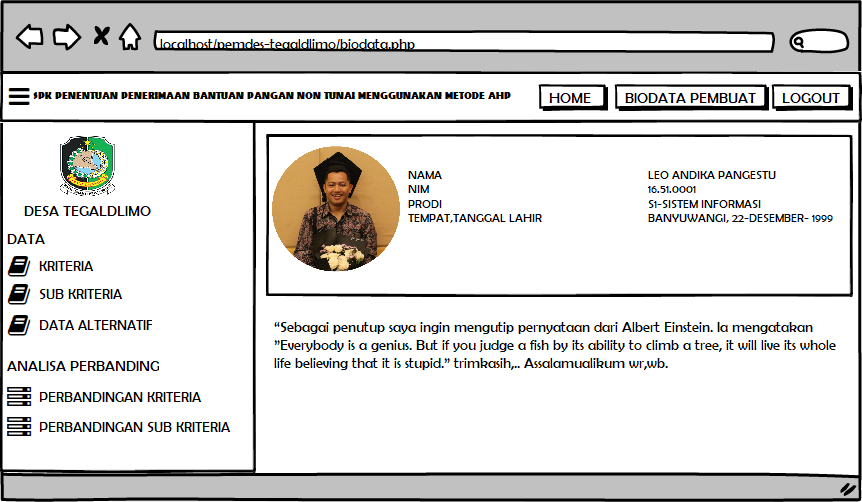 localhost/pemdes-tegaldlimo/biodata.php
SPK PENENTUAN PENERIMAAN BANTUAN PANGAN NON TUNAI MENGGUNAKAN METODE AHP
HOME
BIODATA PEMBUAT
LOGOUT
DESA TEGALDLIMO
DATA
KRITERIA
SUB KRITERIA
DATA ALTERNATIF
ANALISA PERBANDING
PERBANDINGAN KRITERIA
PERBANDINGAN SUB KRITERIA
NAMA LEO ANDIKA PANGESTU
NIM 16.51.0001
PRODI S1-SISTEM INFORMASI
TEMPAT,TANGGAL LAHIR BANYUWANGI, 22-DESEMBER- 1999
“Sebagai penutup saya ingin mengutip pernyataan dari Albert Einstein. Ia mengatakan
”Everybody is a genius. But if you judge a fish by its ability to climb a tree, it will live its whole
life believing that it is stupid.” trimkasih,.. Assalamualikum wr,wb.